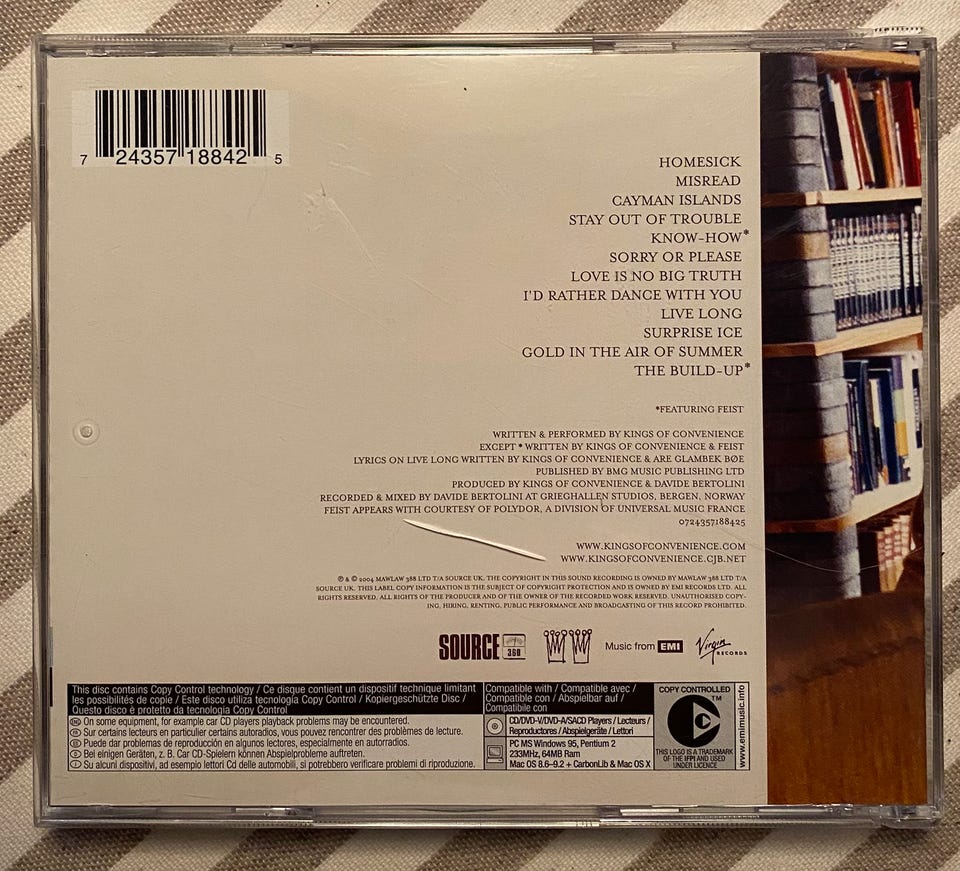 7 24357 18842 5
HOMESICK
MISREAD
CAYMAN ISLANDS
STAY OUT OF TROUBLE
KNOW-HOW*
SORRY OR PLEASE
LOVE IS NO BIG TRUTH
I'D RATHER DANCE WITH YOU
LIVE LONG
SURPRISE ICE
GOLD IN THE AIR OF SUMMER
THE BUILD-UP*
*FEATURING FEIST
WRITTEN & PERFORMED BY KINGS OF CONVENIENCE
EXCEPT * WRITTEN BY KINGS OF CONVENIENCE & FEIST
LYRICS ON LIVE LONG WRITTEN BY KINGS OF CONVENIENCE & ARE GLAMBEK BØE
PUBLISHED BY BMG MUSIC PUBLISHING LTD
PRODUCED BY KINGS OF CONVENIENCE & DAVIDE BERTOLINI
RECORDED & MIXED BY DAVIDE BERTOLINI AT GRIEGHALLEN STUDIOS, BERGEN, NORWAY
FEIST APPEARS WITH COURTESY OF POLYDOR, A DIVISION OF UNIVERSAL MUSIC FRANCE
0724357188425
WWW.KINGSOFCONVENIENCE.COM
WWW.KINGSOFCONVENIENCE.CJB.NET
℗ & © 2004 MAWLAW 388 LTD T/A SOURCE UK. THE COPYRIGHT IN THIS SOUND RECORDING IS OWNED BY MAWLAW 388 LTD T/A
SOURCE UK. THIS LABEL COPY INFORMATION IS THE SUBJECT OF COPYRIGHT PROTECTION AND IS OWNED BY EMI RECORDS LTD. ALL
RIGHTS RESERVED. ALL RIGHTS OF THE PRODUCER AND OF THE OWNER OF THE RECORDED WORK RESERVED. UNAUTHORISED COPY-
ING, HIRING, RENTING, PUBLIC PERFORMANCE AND BROADCASTING OF THIS RECORD PROHIBITED.
SOURCE 360 Music from EMI Virgin RECORDS
This disc contains Copy Control technology / Ce disque contient un dispositif technique limitant
les possibilités de copie / Este disco utiliza tecnología Copy Control / Kopiergeschützte Disc /
Questo disco è protetto da tecnologia Copy Control
On some equipment, for example car CD players playback problems may be encountered.
Sur certains lecteurs en particulier certains autoradios, vous pouvez rencontrer des problèmes de lecture.
Puede dar problemas de reproducción en algunos lectores, especialmente en autorradios.
Bei einigen Geräten, z. B. Car CD-Spielern können Abspielprobleme auftreten.
Su alcuni dispositivi, ad esempio lettori Cd delle automobili, si potrebbero verificare problemi di riproduzione.
Compatible with / Compatible avec /
Compatible con / Abspielbar auf /
Compatibile con
CD/DVD-V/DVD-A/SACD Players / Lecteurs /
Reproductores / Abspielgeräte / Lettori
PC MS Windows 95, Pentium 2
233MHz, 64MB Ram
Mac OS 8.6–9.2 + CarbonLib & Mac OS X
COPY CONTROLLED
TM
THIS LOGO IS A TRADEMARK
OF THE IFPI AND USED
UNDER LICENCE
www.emimusic.info